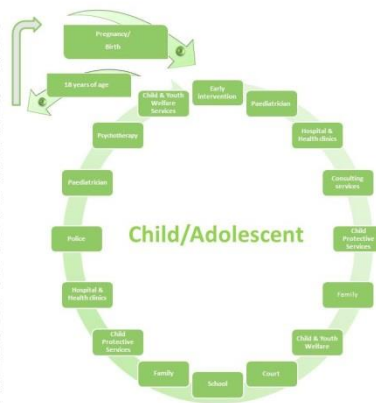 Pregnancy/
Birth
18 years of age
Early
intervention
Paediatrician
Hospital &
Health clinics
Consulting
services
Child
Protective
Services
Family
Child & Youth
Welfare
Court
School
Family
Child
Protective
Services
Hospital &
Health clinics
Police
Paediatrician
Psychotherapy
Child & Youth
Welfare
Services
Child/Adolescent